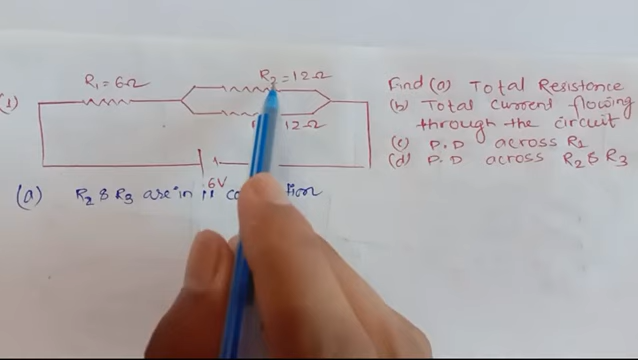 (1)
R₁ = 6Ω
R₂ = 12Ω
12Ω
6V
Find (a) Total Resistance
(b) Total current flowing
through the circuit
(c) P.D across R₁
(d) P.D across R₂ & R₃
(a) R₂ & R₃ are in